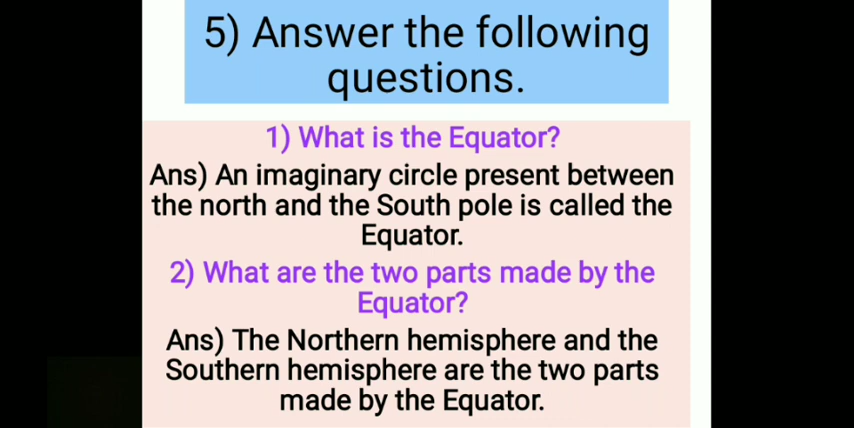 5) Answer the following
questions.
1) What is the Equator?
Ans) An imaginary circle present between
the north and the South pole is called the
Equator.
2) What are the two parts made by the
Equator?
Ans) The Northern hemisphere and the
Southern hemisphere are the two parts
made by the Equator.